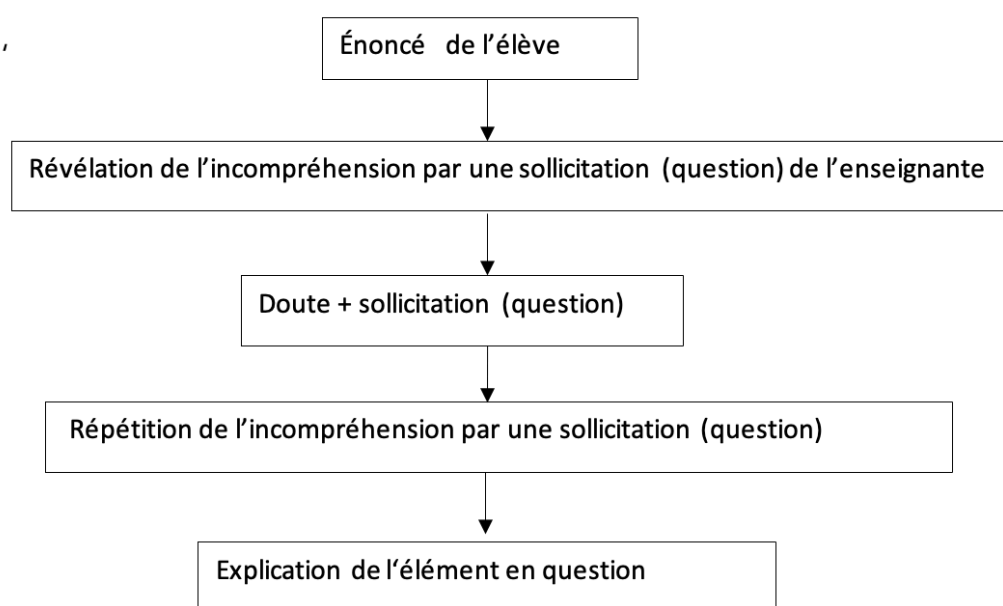 Énoncé de l’élève
,
Révélation de l’incompréhension par une sollicitation (question) de l’enseignante
Doute + sollicitation (question)
Répétition de l’incompréhension par une sollicitation (question)
Explication de l‘élément en question